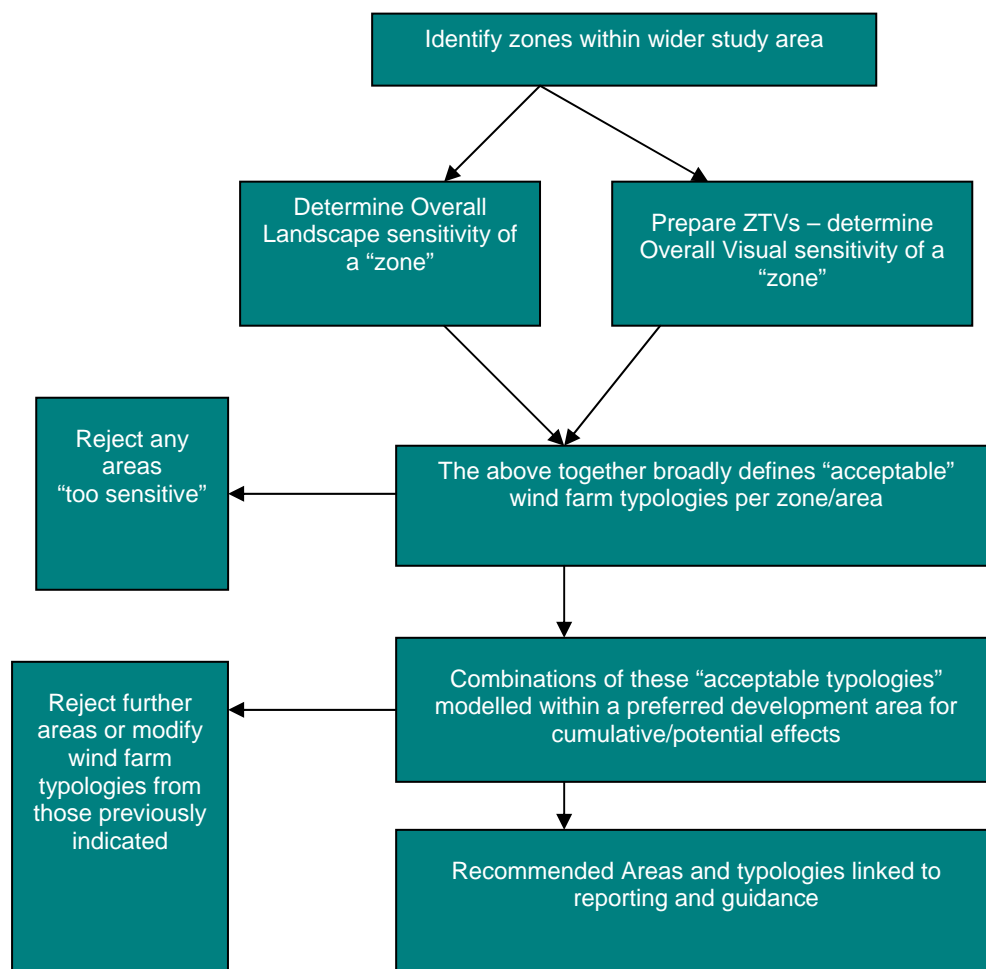 Identify zones within wider study area
Determine Overall
Landscape sensitivity of
a “zone”
Prepare ZTVs – determine
Overall Visual sensitivity of a
“zone”
Reject any
areas
“too sensitive”
The above together broadly defines “acceptable”
wind farm typologies per zone/area
Reject further
areas or modify
wind farm
typologies from
those previously
indicated
Combinations of these “acceptable typologies”
modelled within a preferred development area for
cumulative/potential effects
Recommended Areas and typologies linked to
reporting and guidance